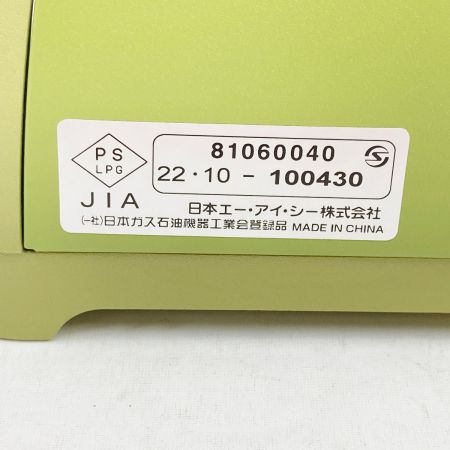 PS
LPG
JIA
81060040
22・10 - 100430
日本エー・アイ・シー株式会社
(一社)日本ガス石油機器工業会登録品 MADE IN CHINA